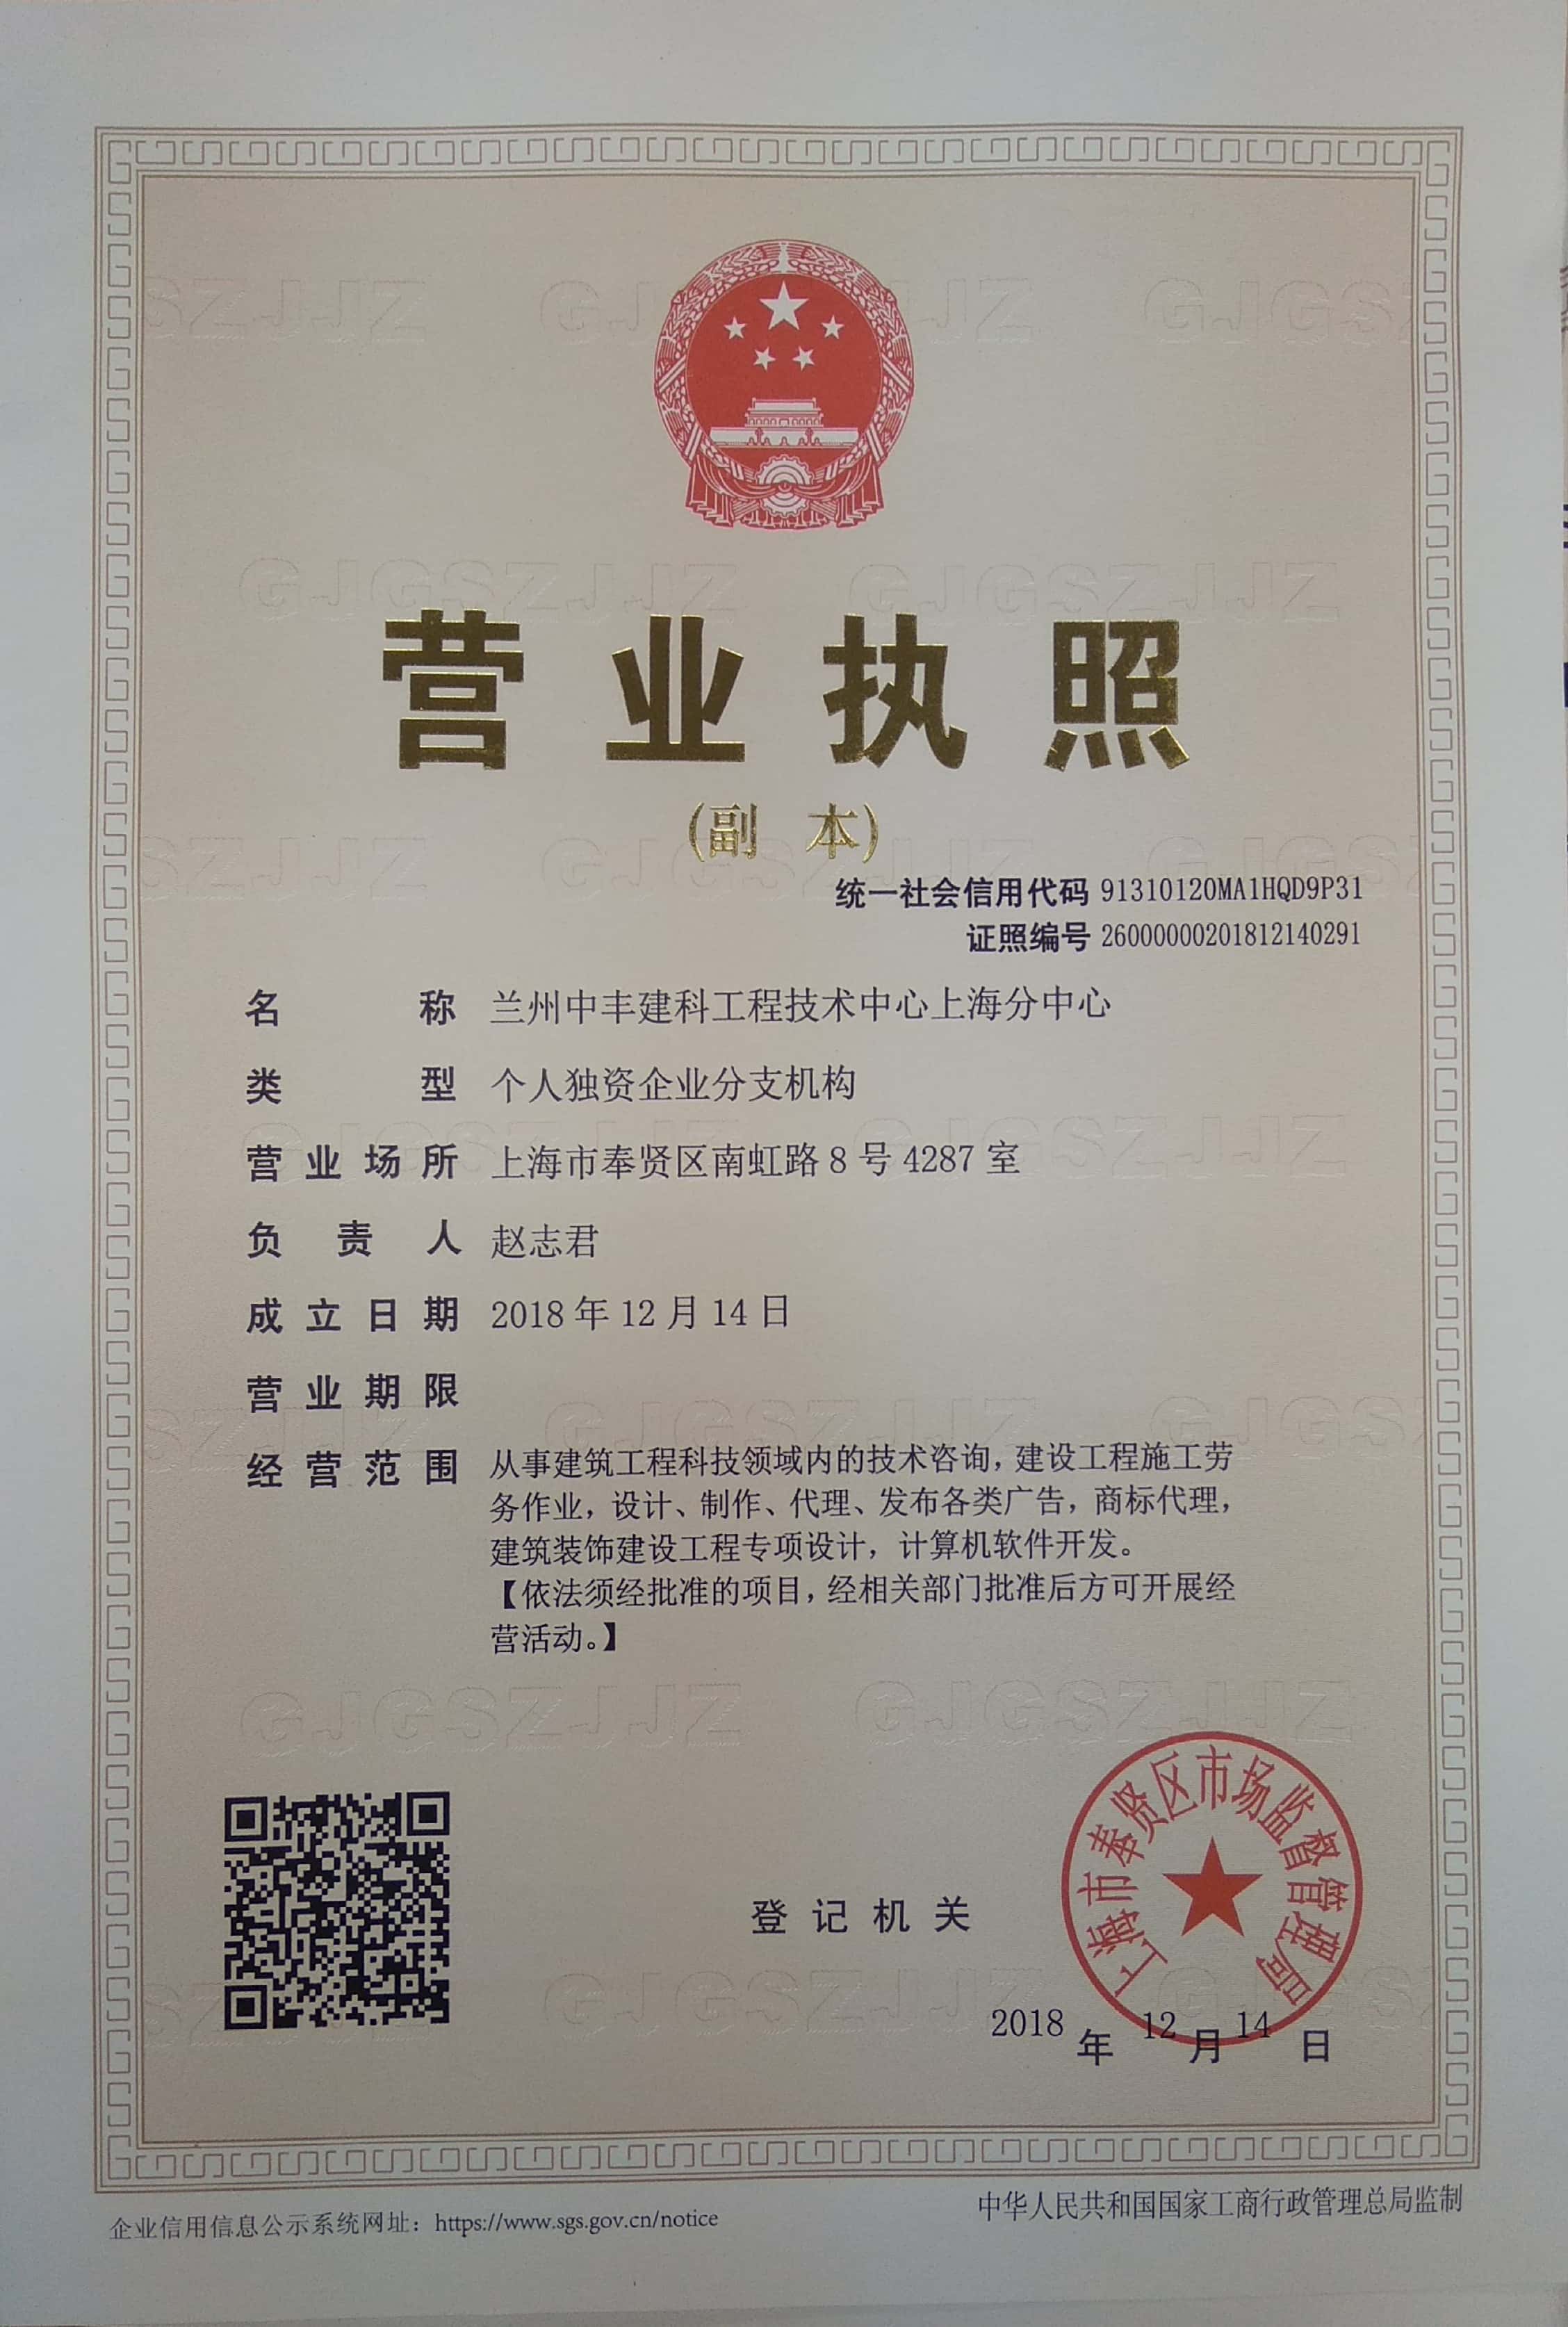 营业执照
(副 本)
统一社会信用代码 91310120MA1HQD9P31
证照编号 26000000201812140291
名 称 兰州中丰建科工程技术中心上海分中心
类 型 个人独资企业分支机构
营业场所 上海市奉贤区南虹路8号4287室
负责人 赵志君
成立日期 2018年12月14日
营业期限
经营范围 从事建筑工程科技领域内的技术咨询，建设工程施工劳
务作业，设计、制作、代理、发布各类广告，商标代理，
建筑装饰建设工程专项设计，计算机软件开发。
【依法须经批准的项目，经相关部门批准后方可开展经
营活动。】
上海市奉贤区市场监督管理局
登记机关
2018 年 12 月 14 日
企业信用信息公示系统网址：https://www.sgs.gov.cn/notice
中华人民共和国国家工商行政管理总局监制
GJGSZJJZ